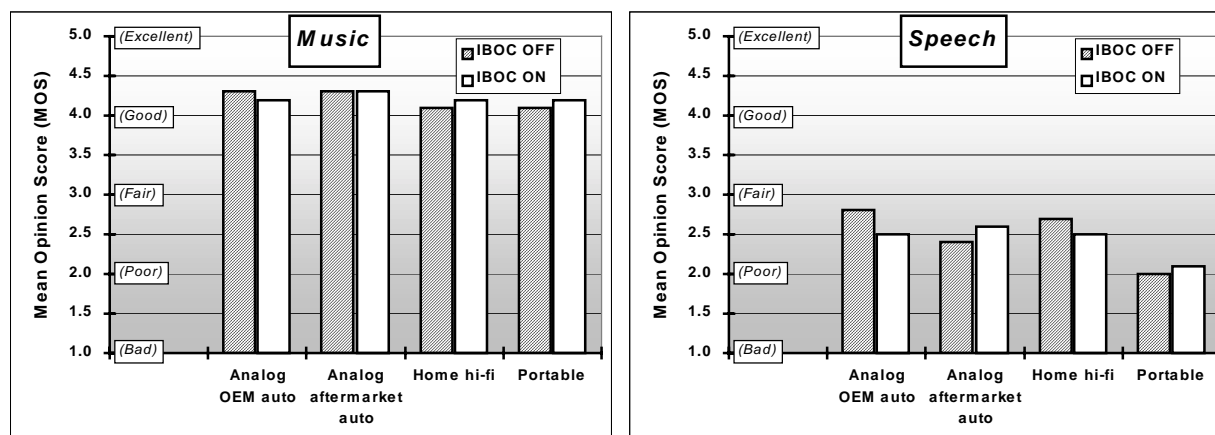 Music
IBOC OFF
IBOC ON
Mean Opinion Score (MOS)
5.0 (Excellent)
4.5
4.0 (Good)
3.5
3.0 (Fair)
2.5
2.0 (Poor)
1.5
1.0 (Bad)
Analog
OEM auto
Analog
aftermarket
auto
Home hi-fi
Portable
Speech
IBOC OFF
IBOC ON
Mean Opinion Score (MOS)
5.0 (Excellent)
4.5
4.0 (Good)
3.5
3.0 (Fair)
2.5
2.0 (Poor)
1.5
1.0 (Bad)
Analog
OEM auto
Analog
aftermarket
auto
Home hi-fi
Portable